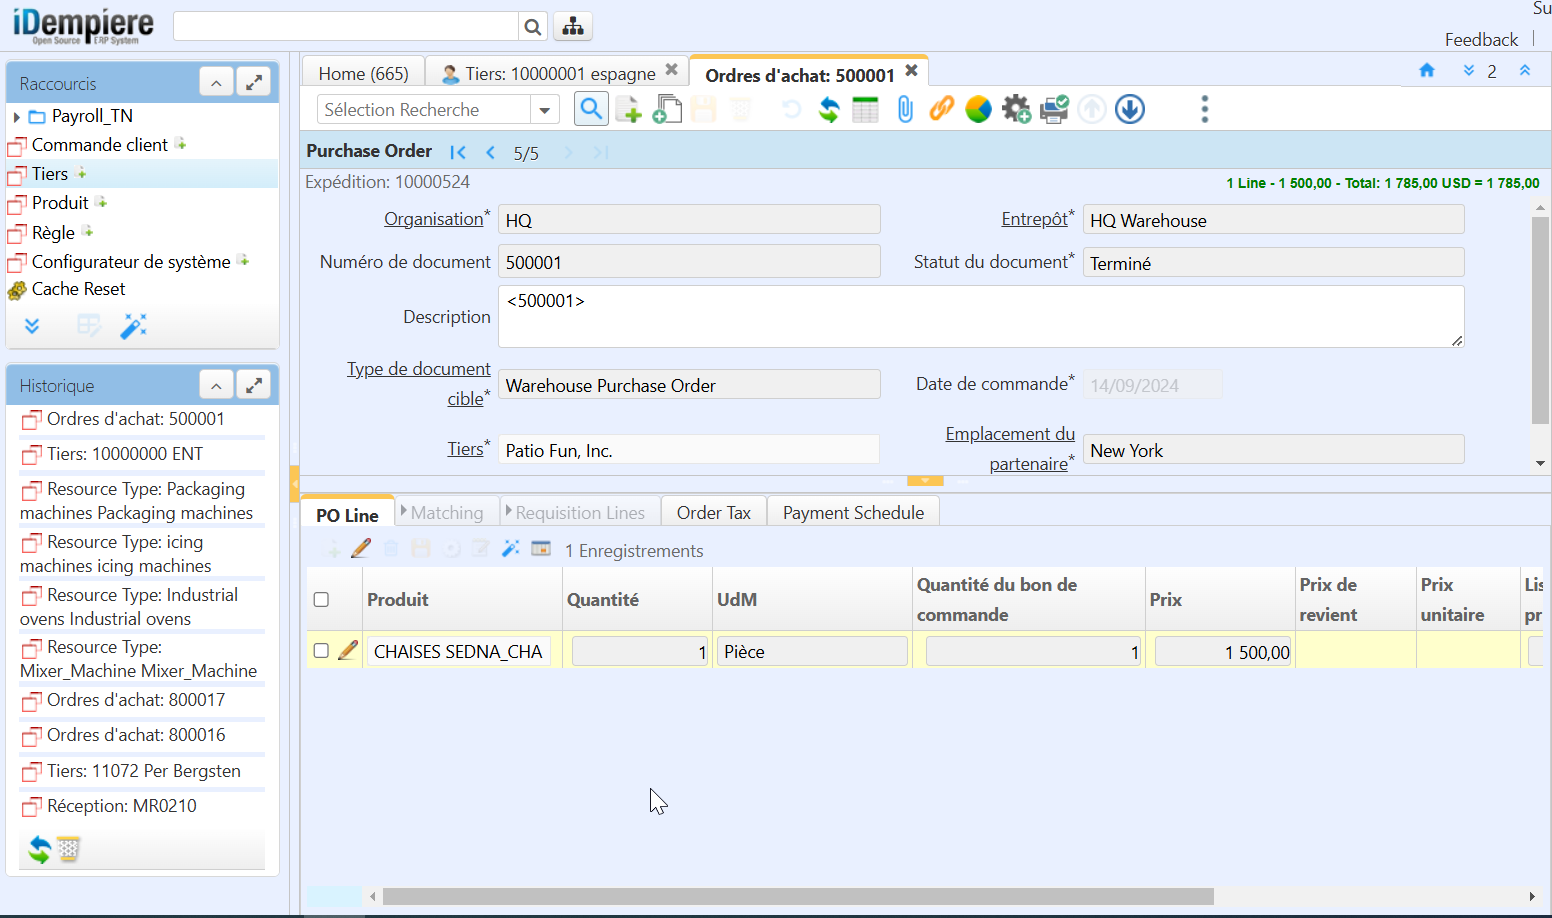 iDempiere
Open Source ERP System
Su
Feedback
Raccourcis
Payroll_TN
Commande client
Tiers
Produit
Règle
Configurateur de système
Cache Reset
Historique
Ordres d'achat: 500001
Tiers: 10000000 ENT
Resource Type: Packaging
machines Packaging machines
Resource Type: icing
machines icing machines
Resource Type: Industrial
ovens Industrial ovens
Resource Type:
Mixer_Machine Mixer_Machine
Ordres d'achat: 800017
Ordres d'achat: 800016
Tiers: 11072 Per Bergsten
Réception: MR0210
Home (665)
Tiers: 10000001 espagne
Ordres d'achat: 500001
2
Sélection Recherche
Purchase Order
5/5
Expédition: 10000524
1 Line - 1 500,00 - Total: 1 785,00 USD = 1 785,00
Organisation* HQ
Entrepôt* HQ Warehouse
Numéro de document 500001
Statut du document* Terminé
Description <500001>
Type de document
cible* Warehouse Purchase Order
Date de commande* 14/09/2024
Tiers* Patio Fun, Inc.
Emplacement du
partenaire* New York
PO Line
Matching
Requisition Lines
Order Tax
Payment Schedule
1 Enregistrements
Produit
Quantité
UdM
Quantité du bon de
commande
Prix
Prix de
revient
Prix
unitaire
Lis
pr
CHAISES SEDNA_CHA
1
Pièce
1
1 500,00